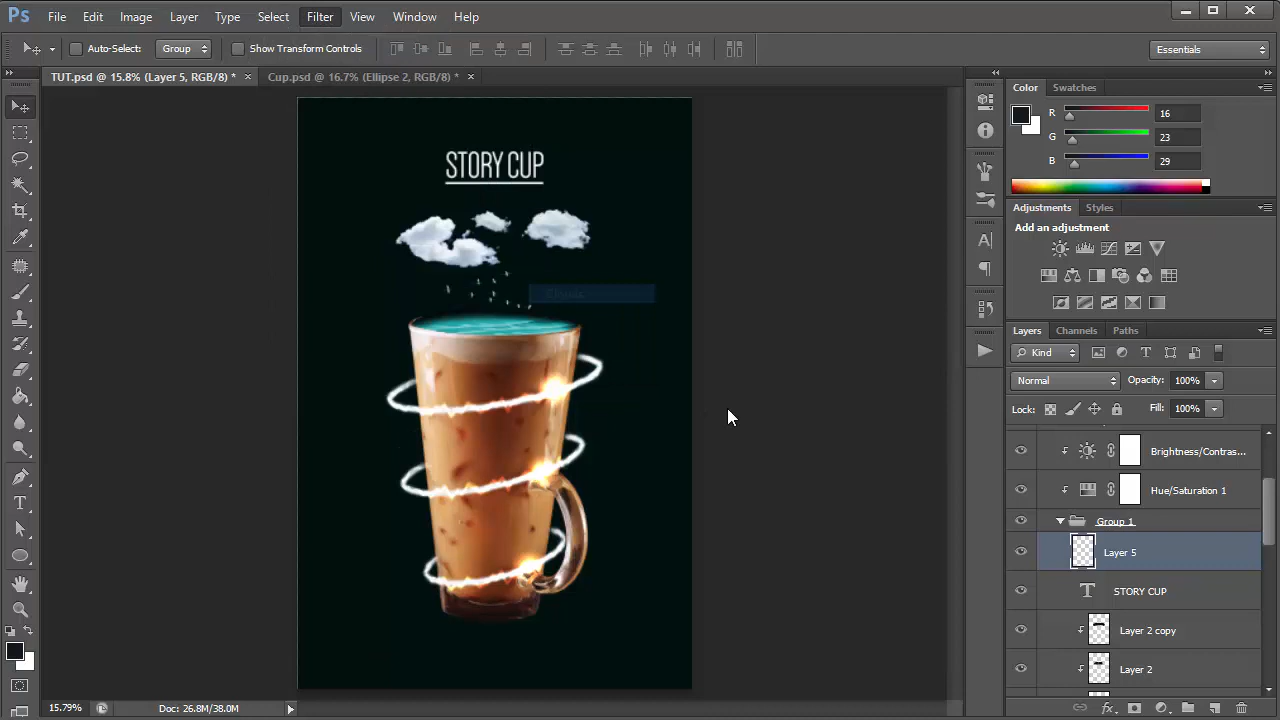 Ps File Edit Image Layer Type Select Filter View Window Help
Auto-Select: Group Show Transform Controls Essentials
TUT.psd @ 15.8% (Layer 5, RGB/8) * Cup.psd @ 16.7% (Ellipse 2, RGB/8) *
STORY CUP
Color Swatches
R 16
G 23
B 29
Adjustments Styles
Add an adjustment
Layers Channels Paths
Kind
Normal Opacity: 100%
Lock: Fill: 100%
Brightness/Contras...
Hue/Saturation 1
Group 1
Layer 5
STORY CUP
Layer 2 copy
Layer 2
15.79% Doc: 26.8M/38.0M